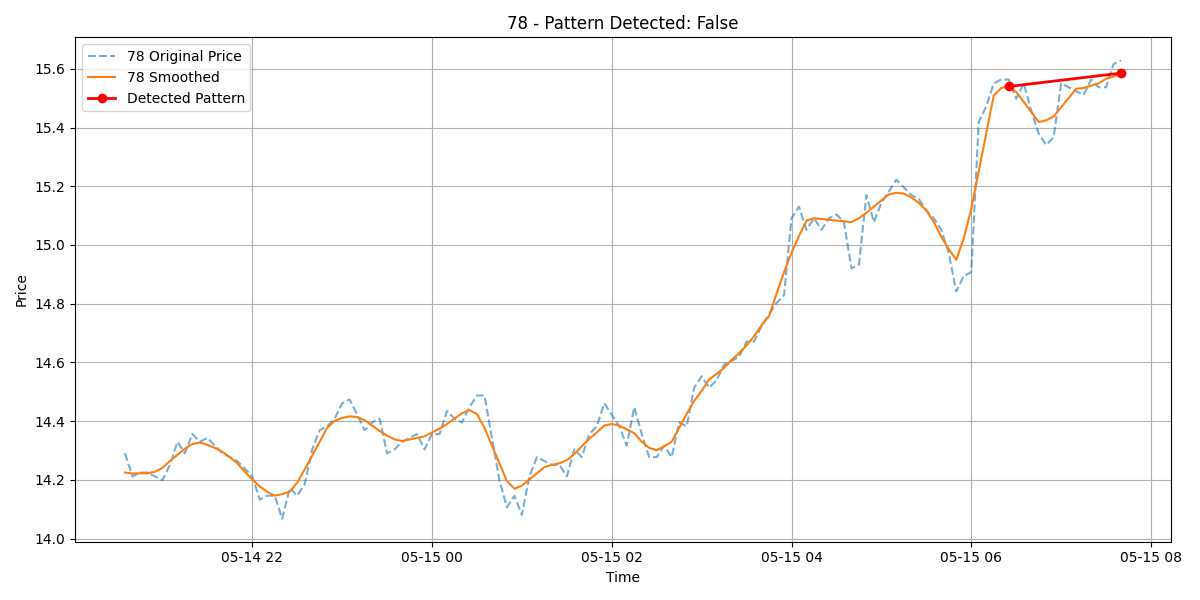 78 - Pattern Detected: False
78 Original Price
78 Smoothed
Detected Pattern
Price
15.6
15.4
15.2
15.0
14.8
14.6
14.4
14.2
14.0
05-14 22
05-15 00
05-15 02
05-15 04
05-15 06
05-15 08
Time